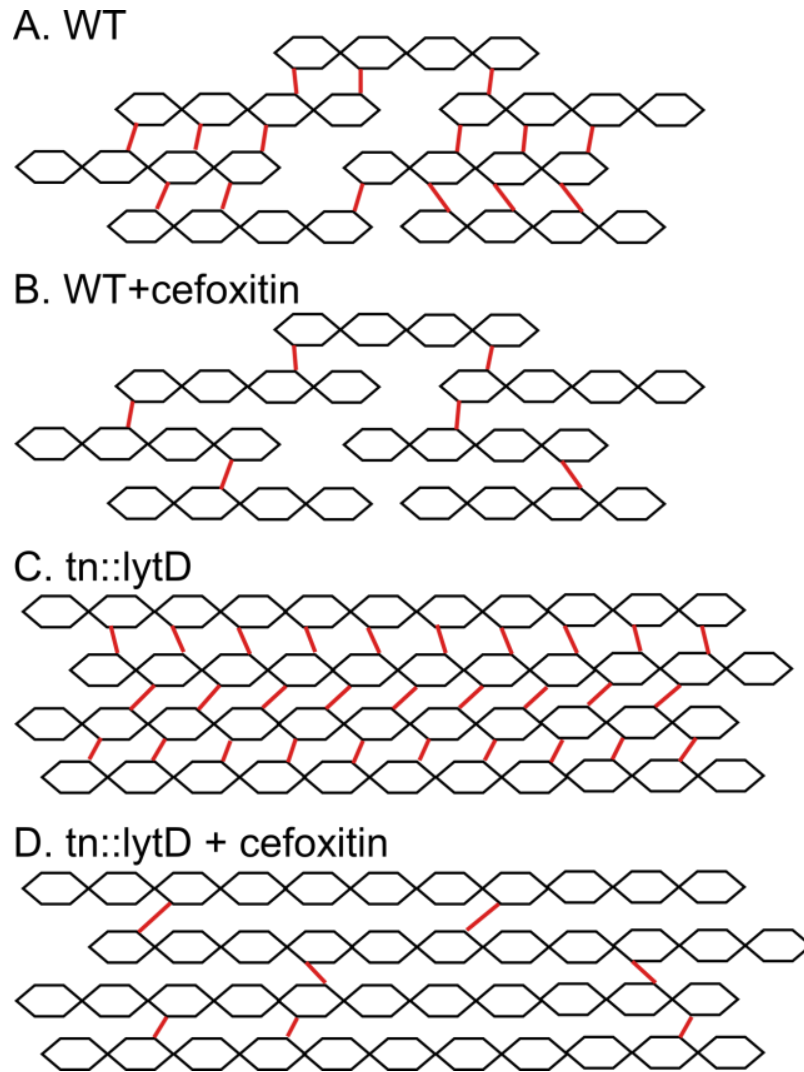 A. WT
B. WT+cefoxitin
C. tn::lytD
D. tn::lytD + cefoxitin